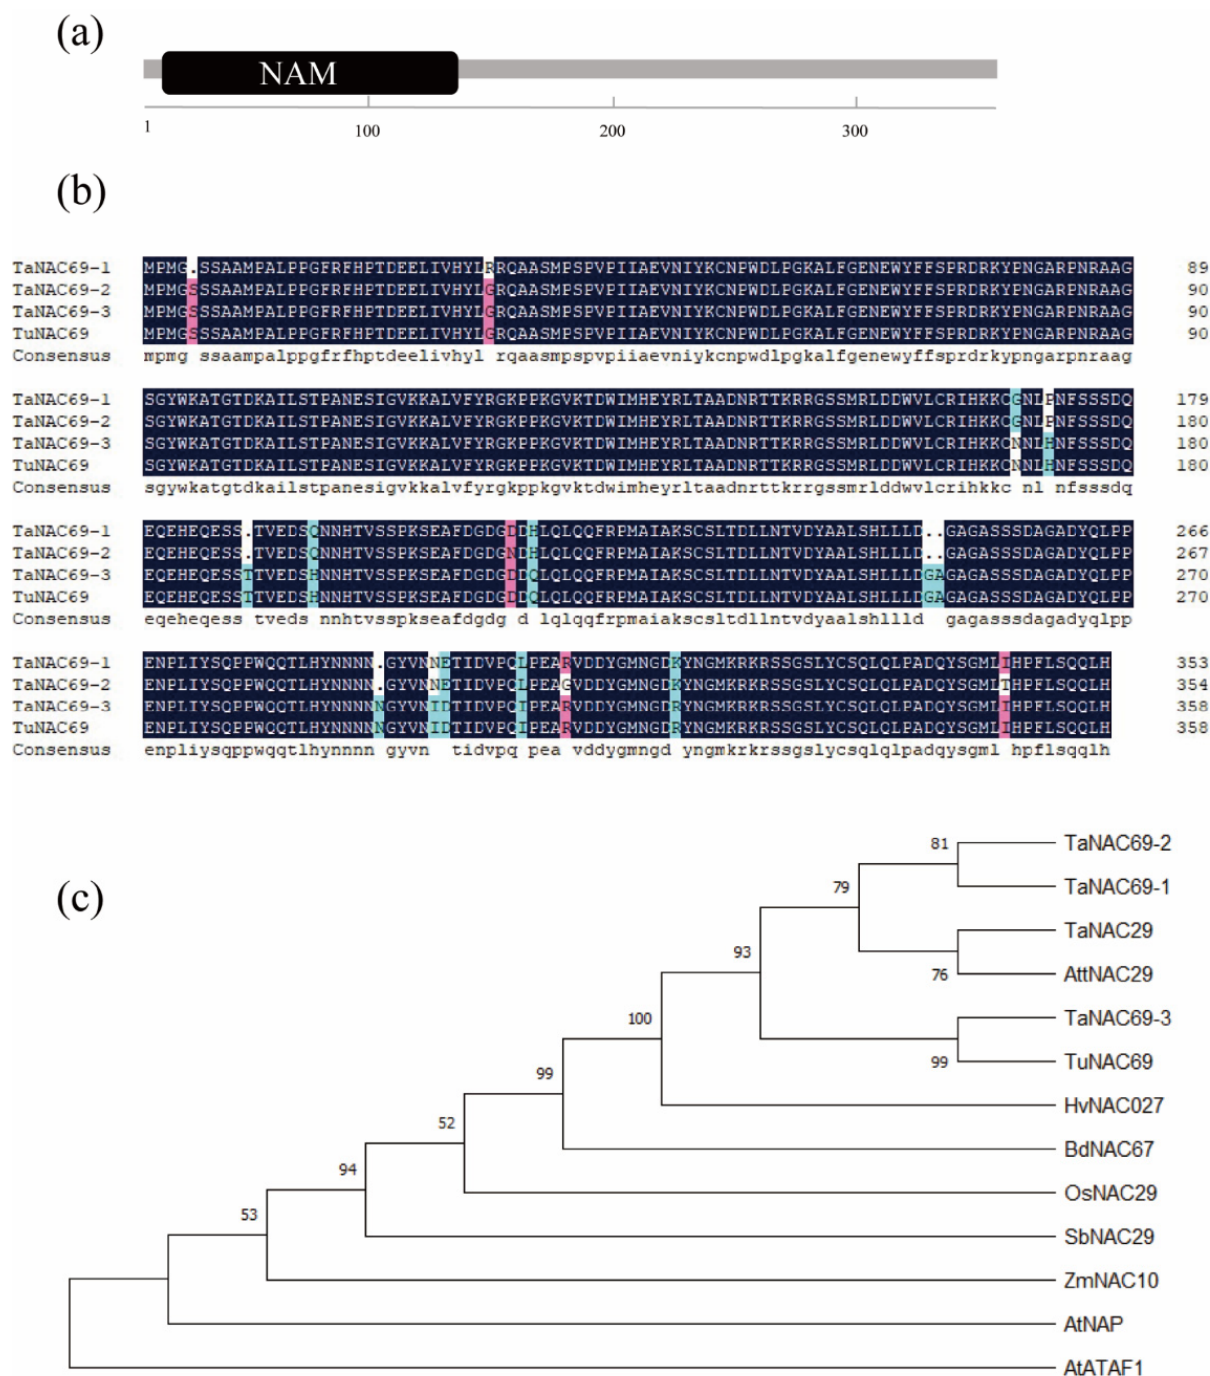 (a)
NAM
1 100 200 300
(b)
TaNAC69-1 MPMG.SSAAMPALPPGFRFHPTDEELIVHYLRRQAASMPSPVPIIAEVNIYKCNPWDLPGKALFGENEWYFFSPRDRKYPNGARPNRAAG 89
TaNAC69-2 MPMGSSSAAMPALPPGFRFHPTDEELIVHYLGRQAASMPSPVPIIAEVNIYKCNPWDLPGKALFGENEWYFFSPRDRKYPNGARPNRAAG 90
TaNAC69-3 MPMGSSSAAMPALPPGFRFHPTDEELIVHYLGRQAASMPSPVPIIAEVNIYKCNPWDLPGKALFGENEWYFFSPRDRKYPNGARPNRAAG 90
TuNAC69 MPMGSSSAAMPALPPGFRFHPTDEELIVHYLGRQAASMPSPVPIIAEVNIYKCNPWDLPGKALFGENEWYFFSPRDRKYPNGARPNRAAG 90
Consensus mpmg ssaampalppgfrfhptdeelivhyl rqaasmpspvpiiaevniykcnpwdlpgkalfgenewyffsprdrkypngarpnraag
TaNAC69-1 SGYWKATGTDKAILSTPANESIGVKKALVFYRGKPPKGVKTDWIMHEYRLTAADNRTTKRRGSSMRLDDWVLCRIHKKCGNLPNFSSSDQ 179
TaNAC69-2 SGYWKATGTDKAILSTPANESIGVKKALVFYRGKPPKGVKTDWIMHEYRLTAADNRTTKRRGSSMRLDDWVLCRIHKKCGNLPNFSSSDQ 180
TaNAC69-3 SGYWKATGTDKAILSTPANESIGVKKALVFYRGKPPKGVKTDWIMHEYRLTAADNRTTKRRGSSMRLDDWVLCRIHKKCNNLHNFSSSDQ 180
TuNAC69 SGYWKATGTDKAILSTPANESIGVKKALVFYRGKPPKGVKTDWIMHEYRLTAADNRTTKRRGSSMRLDDWVLCRIHKKCNNLHNFSSSDQ 180
Consensus sgywkatgtdkailstpanesigvkkalvfyrgkppkgvktdwimheyrltaadnrttkrrgssmrlddwvlcrihkkc nl nfsssdq
TaNAC69-1 EQEHEQESS.TVEDSQNNHTVSSPKSEAFDGDGDDHLQLQQFRPMAIAKSCSLTDLLNTVDYAALSHLLLD..GAGASSSDAGADYQLPP 266
TaNAC69-2 EQEHEQESS.TVEDSQNNHTVSSPKSEAFDGDGNDHLQLQQFRPMAIAKSCSLTDLLNTVDYAALSHLLLD..GAGASSSDAGADYQLPP 267
TaNAC69-3 EQEHEQESSTTVEDSHNNHTVSSPKSEAFDGDGDDQLQLQQFRPMAIAKSCSLTDLLNTVDYAALSHLLLDGAGAGASSSDAGADYQLPP 270
TuNAC69 EQEHEQESSTTVEDSHNNHTVSSPKSEAFDGDGDDQLQLQQFRPMAIAKSCSLTDLLNTVDYAALSHLLLDGAGAGASSSDAGADYQLPP 270
Consensus eqeheqess tveds nnhtvsspkseafdgdg d lqlqqfrpmaiakscsltdllntvdyaalshllld gagasssdagadyqlpp
TaNAC69-1 ENPLIYSQPPWQQTLHYNNNN.GYVNNETIDVPQLPEARVDDYGMNGDKYNGMKRKRSSGSLYCSQLQLPADQYSGMLIHPFLSQQLH 353
TaNAC69-2 ENPLIYSQPPWQQTLHYNNNN.GYVNNETIDVPQLPEAGVDDYGMNGDKYNGMKRKRSSGSLYCSQLQLPADQYSGMLTHPFLSQQLH 354
TaNAC69-3 ENPLIYSQPPWQQTLHYNNNNNGYVNIDTIDVPQIPEARVDDYGMNGDRYNGMKRKRSSGSLYCSQLQLPADQYSGMLIHPFLSQQLH 358
TuNAC69 ENPLIYSQPPWQQTLHYNNNNNGYVNIDTIDVPQIPEARVDDYGMNGDRYNGMKRKRSSGSLYCSQLQLPADQYSGMLIHPFLSQQLH 358
Consensus enpliysqppwqqtlhynnnn gyvn tidvpq pea vddygmngd yngmkrkrssgslycsqlqlpadqysgml hpflsqqlh
(c)
81 TaNAC69-2
TaNAC69-1
79
TaNAC29
93
76 AttNAC29
100 TaNAC69-3
99 TuNAC69
99
HvNAC027
52
BdNAC67
94
OsNAC29
53
SbNAC29
ZmNAC10
AtNAP
AtATAF1